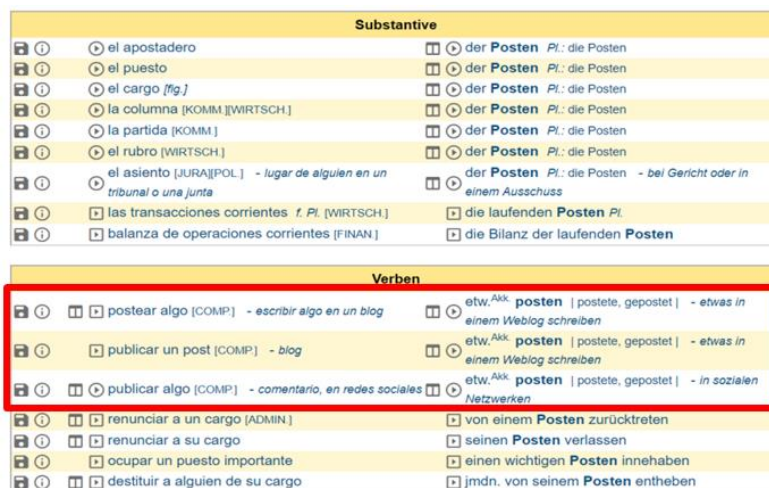 Substantive
el apostadero der Posten Pl.: die Posten
el puesto der Posten Pl.: die Posten
el cargo [fig.] der Posten Pl.: die Posten
la columna [KOMM.][WIRTSCH.] der Posten Pl.: die Posten
la partida [KOMM.] der Posten Pl.: die Posten
el rubro [WIRTSCH.] der Posten Pl.: die Posten
el asiento [JURA][POL.] - lugar de alguien en un
tribunal o una junta
der Posten Pl.: die Posten - bei Gericht oder in
einem Ausschuss
las transacciones corrientes f. Pl. [WIRTSCH.] die laufenden Posten Pl.
balanza de operaciones corrientes [FINAN.] die Bilanz der laufenden Posten
Verben
postear algo [COMP.] - escribir algo en un blog
etw.Akk. posten | postete, gepostet | - etwas in
einem Weblog schreiben
publicar un post [COMP.] - blog
etw.Akk. posten | postete, gepostet | - etwas in
einem Weblog schreiben
publicar algo [COMP.] - comentario, en redes sociales
etw.Akk. posten | postete, gepostet | - in sozialen
Netzwerken
renunciar a un cargo [ADMIN.] von einem Posten zurücktreten
renunciar a su cargo seinen Posten verlassen
ocupar un puesto importante einen wichtigen Posten innehaben
destituir a alguien de su cargo jmdn. von seinem Posten entheben